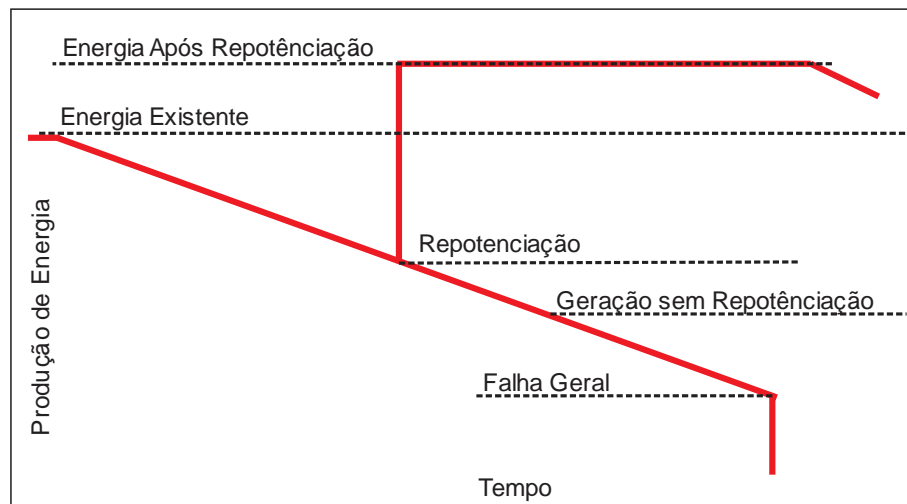 Energia Após Repotênciação
Energia Existente
Produção de Energia
Repotenciação
Geração sem Repotênciação
Falha Geral
Tempo